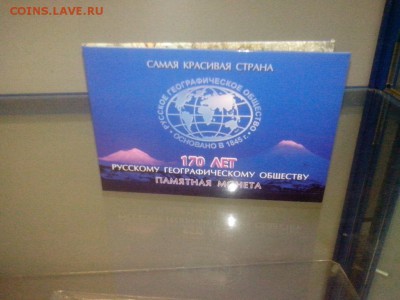 COINS.LAVE.RU
САМАЯ КРАСИВАЯ СТРАНА
РУССКОЕ ГЕОГРАФИЧЕСКОЕ ОБЩЕСТВО
ОСНОВАНО В 1845 г.
170 ЛЕТ
РУССКОМУ ГЕОГРАФИЧЕСКОМУ ОБЩЕСТВУ
ПАМЯТНАЯ МОНЕТА